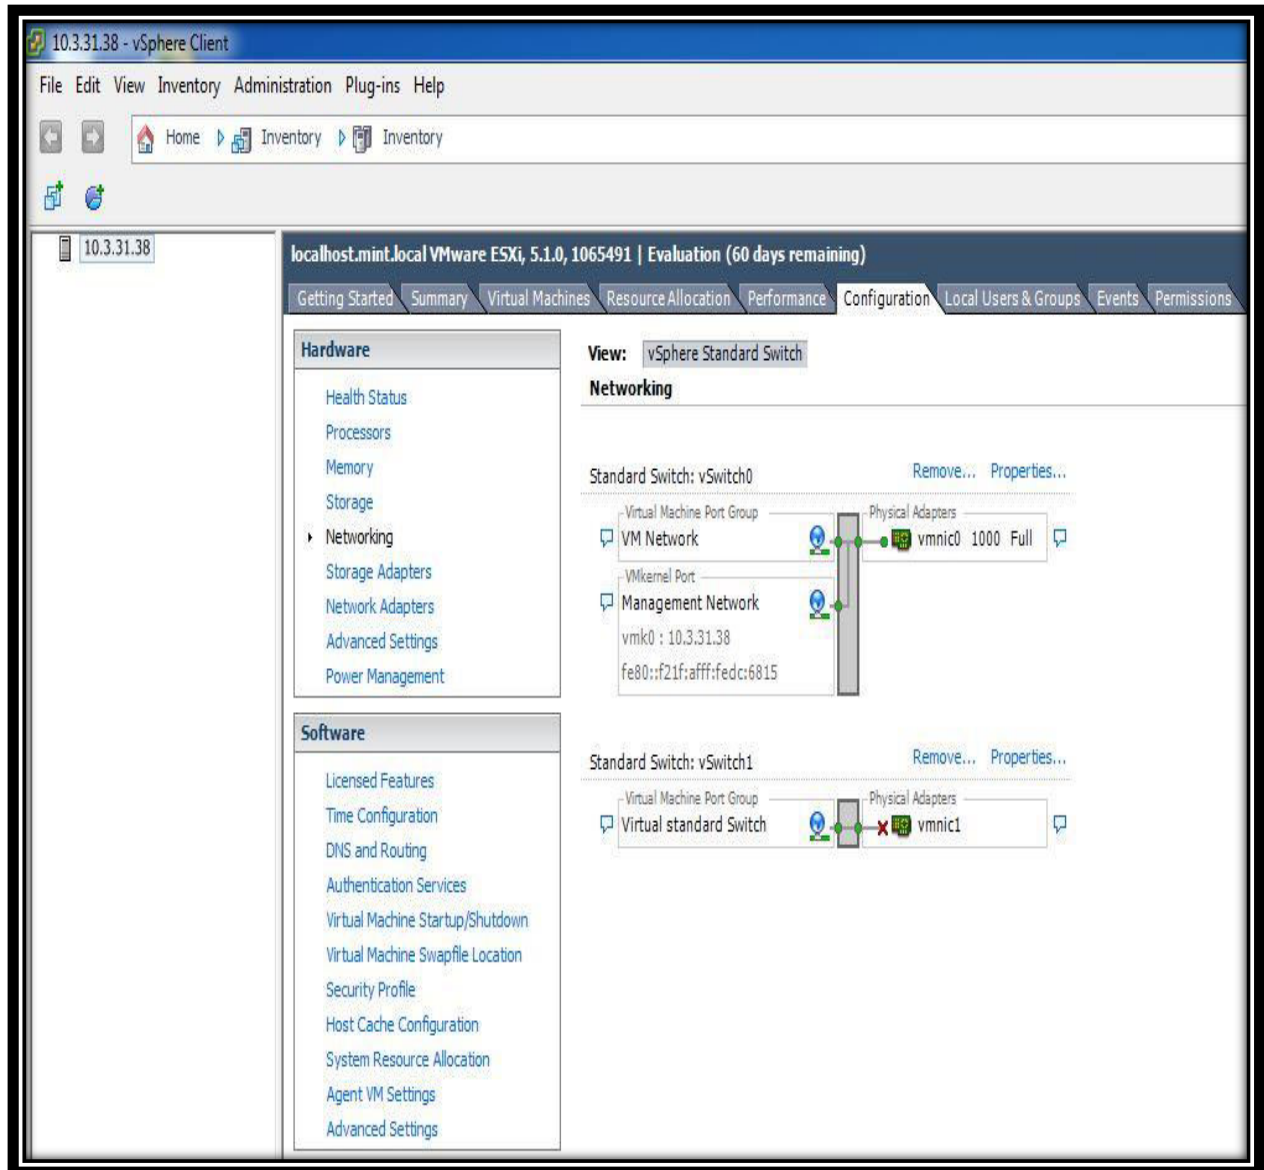 10.3.31.38 - vSphere Client
File Edit View Inventory Administration Plug-ins Help
Home Inventory Inventory
10.3.31.38
localhost.mint.local VMware ESXi, 5.1.0, 1065491 | Evaluation (60 days remaining)
Getting Started Summary Virtual Machines Resource Allocation Performance Configuration Local Users & Groups Events Permissions
Hardware
Health Status
Processors
Memory
Storage
Networking
Storage Adapters
Network Adapters
Advanced Settings
Power Management
Software
Licensed Features
Time Configuration
DNS and Routing
Authentication Services
Virtual Machine Startup/Shutdown
Virtual Machine Swapfile Location
Security Profile
Host Cache Configuration
System Resource Allocation
Agent VM Settings
Advanced Settings
View: vSphere Standard Switch
Networking
Standard Switch: vSwitch0 Remove... Properties...
Virtual Machine Port Group Physical Adapters
VM Network vmnic0 1000 Full
VMkernel Port
Management Network
vmk0 : 10.3.31.38
fe80::f21f:afff:fedc:6815
Standard Switch: vSwitch1 Remove... Properties...
Virtual Machine Port Group Physical Adapters
Virtual standard Switch vmnic1